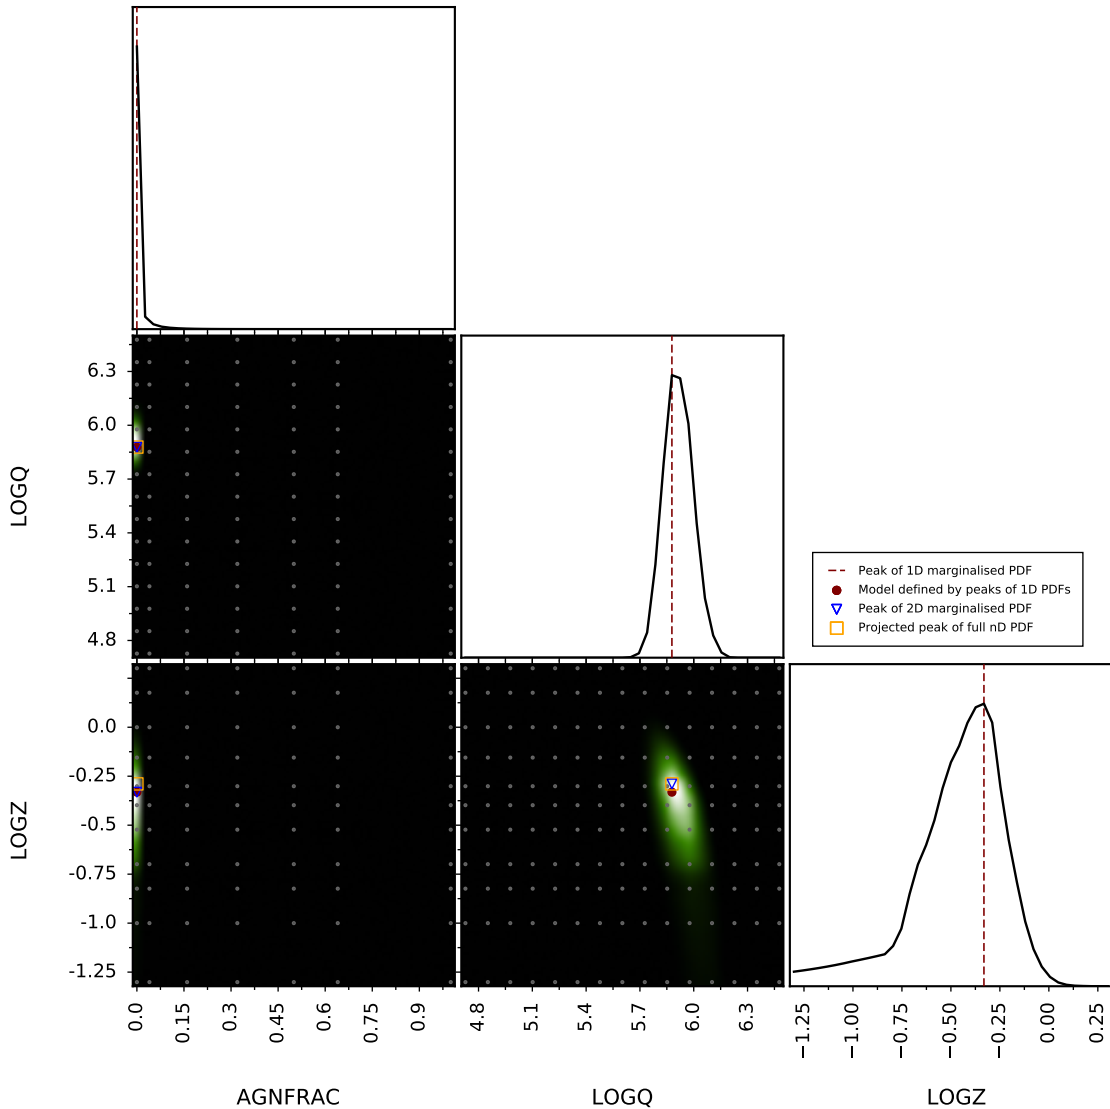 LOGQ
6.3
6.0
5.7
5.4
5.1
4.8
Peak of 1D marginalised PDF
Model defined by peaks of 1D PDFs
Peak of 2D marginalised PDF
Projected peak of full nD PDF
LOGZ
0.0
-0.25
-0.5
-0.75
-1.0
-1.25
0.0 0.15 0.3 0.45 0.6 0.75 0.9
4.8 5.1 5.4 5.7 6.0 6.3
−1.25 −1.00 −0.75 −0.50 −0.25 0.00 0.25
AGNFRAC LOGQ LOGZ